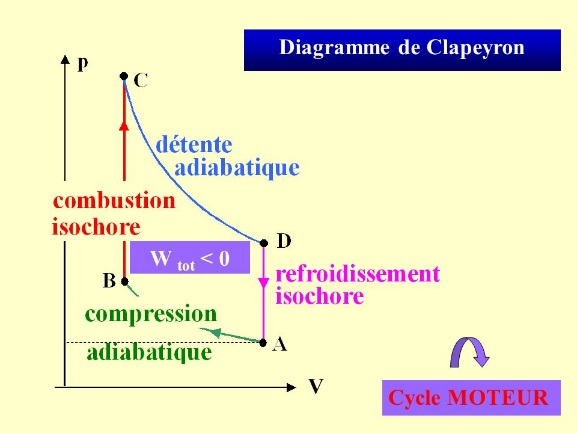 Diagramme de Clapeyron
p
C
détente
adiabatique
combustion
isochore
D
W tot < 0
B
refroidissement
isochore
compression
A
adiabatique
V
Cycle MOTEUR